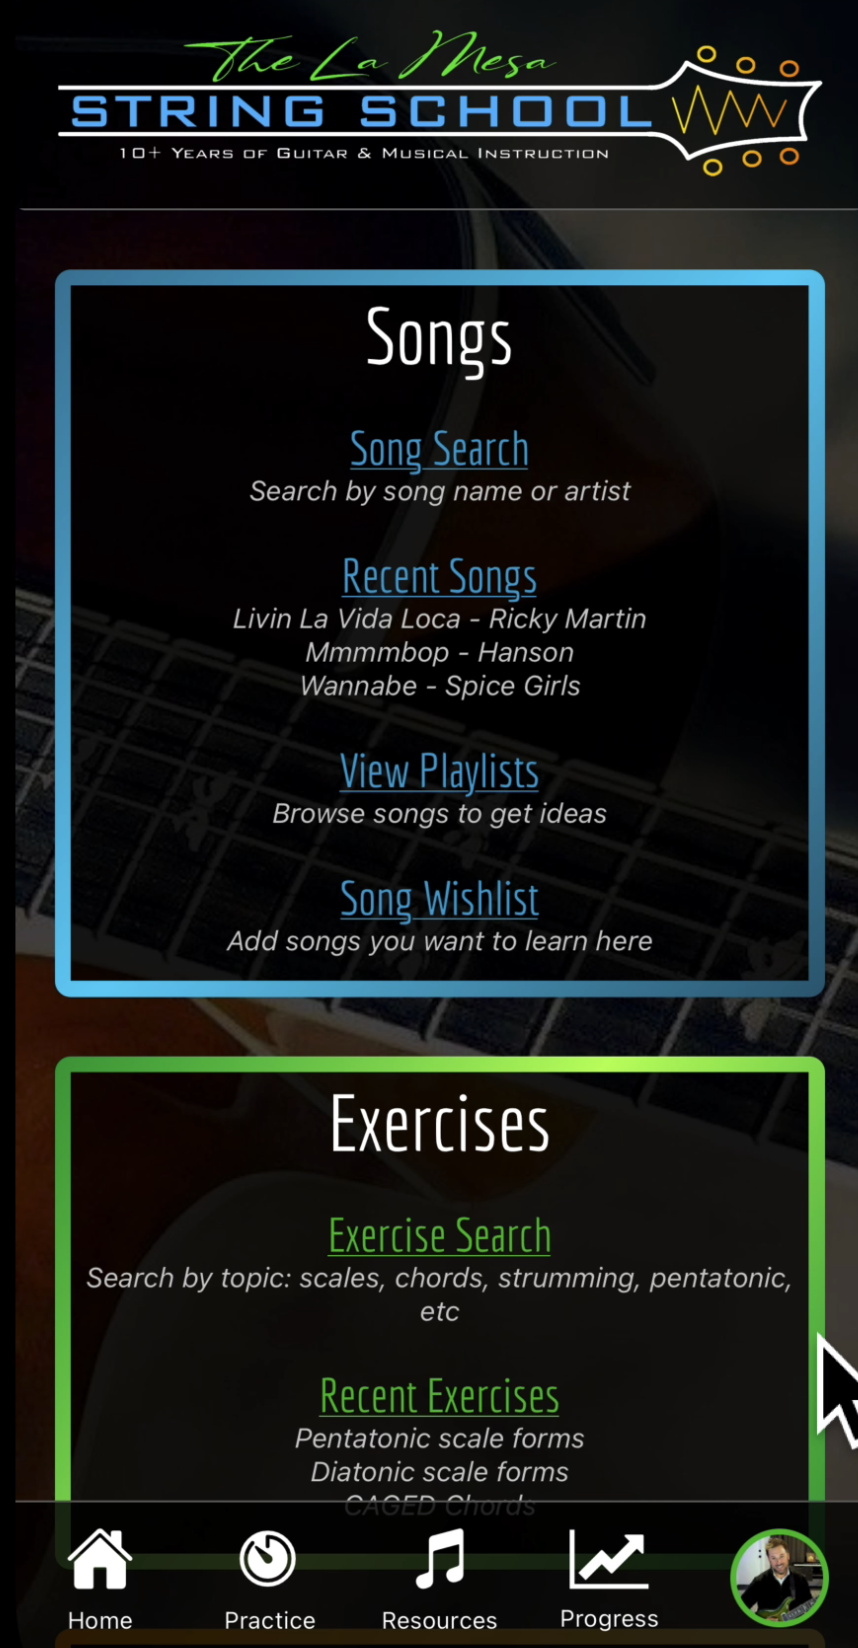 The La Mesa
STRING SCHOOL
10+ Years of Guitar & Musical Instruction
Songs
Song Search
Search by song name or artist
Recent Songs
Livin La Vida Loca - Ricky Martin
Mmmmbop - Hanson
Wannabe - Spice Girls
View Playlists
Browse songs to get ideas
Song Wishlist
Add songs you want to learn here
Exercises
Exercise Search
Search by topic: scales, chords, strumming, pentatonic,
etc
Recent Exercises
Pentatonic scale forms
Diatonic scale forms
CAGED Chords
Home Practice Resources Progress